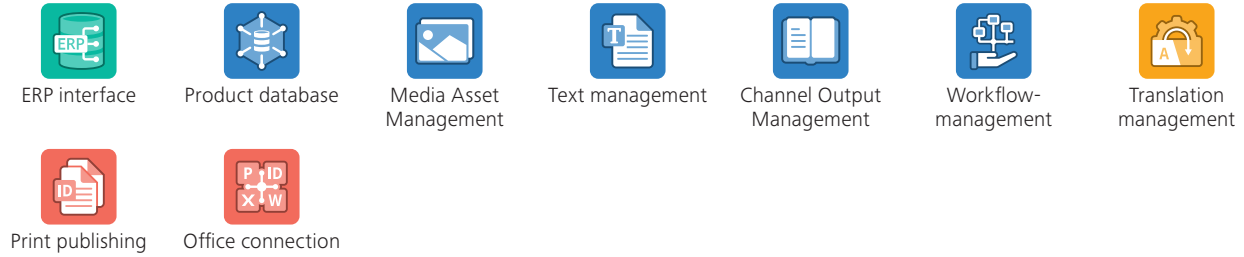 ERP
T
A
ERP interface
Product database
Media Asset
Management
Text management
Channel Output
Management
Workflow-
management
Translation
management
ID
P ID
X W
Print publishing
Office connection